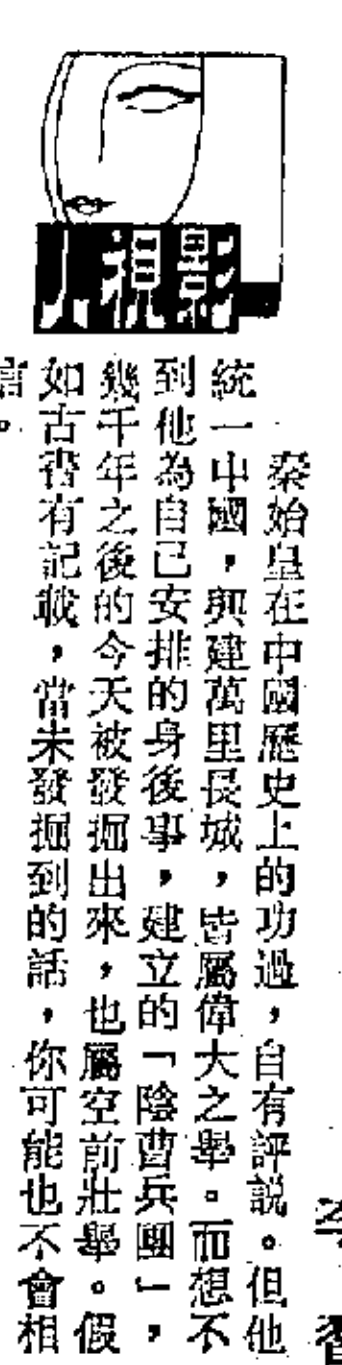 影視人
秦始皇在中國歷史上的功過，自有評說。但他
統一中國，興建萬里長城，皆屬偉大之舉。而想不
到他為自己安排的身後事，建立的「陰曹兵團」，
幾千年之後的今天被發掘出來，也屬空前壯舉。假
如古書有記載，當未發掘到的話，你可能也不會相
信。